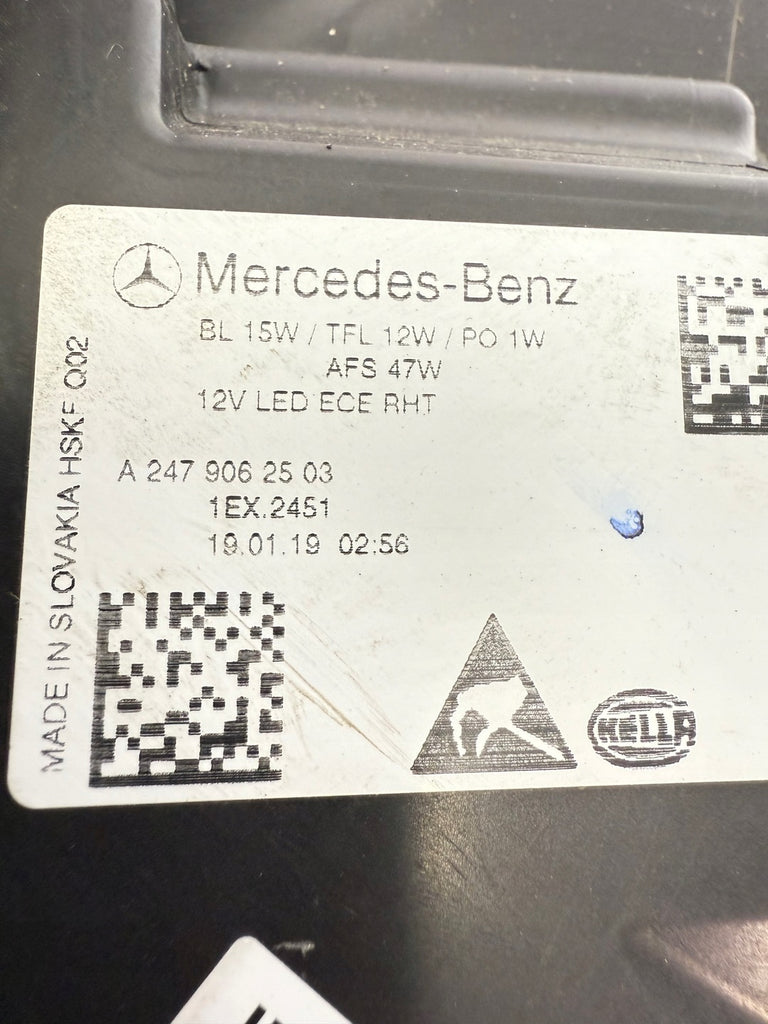 Mercedes-Benz
BL 15W / TFL 12W / PO 1W
AFS 47W
12V LED ECE RHT
A 247 906 25 03
1EX.2451
19.01.19 02:56
MADE IN SLOVAKIA HSKF Q02
HELLA